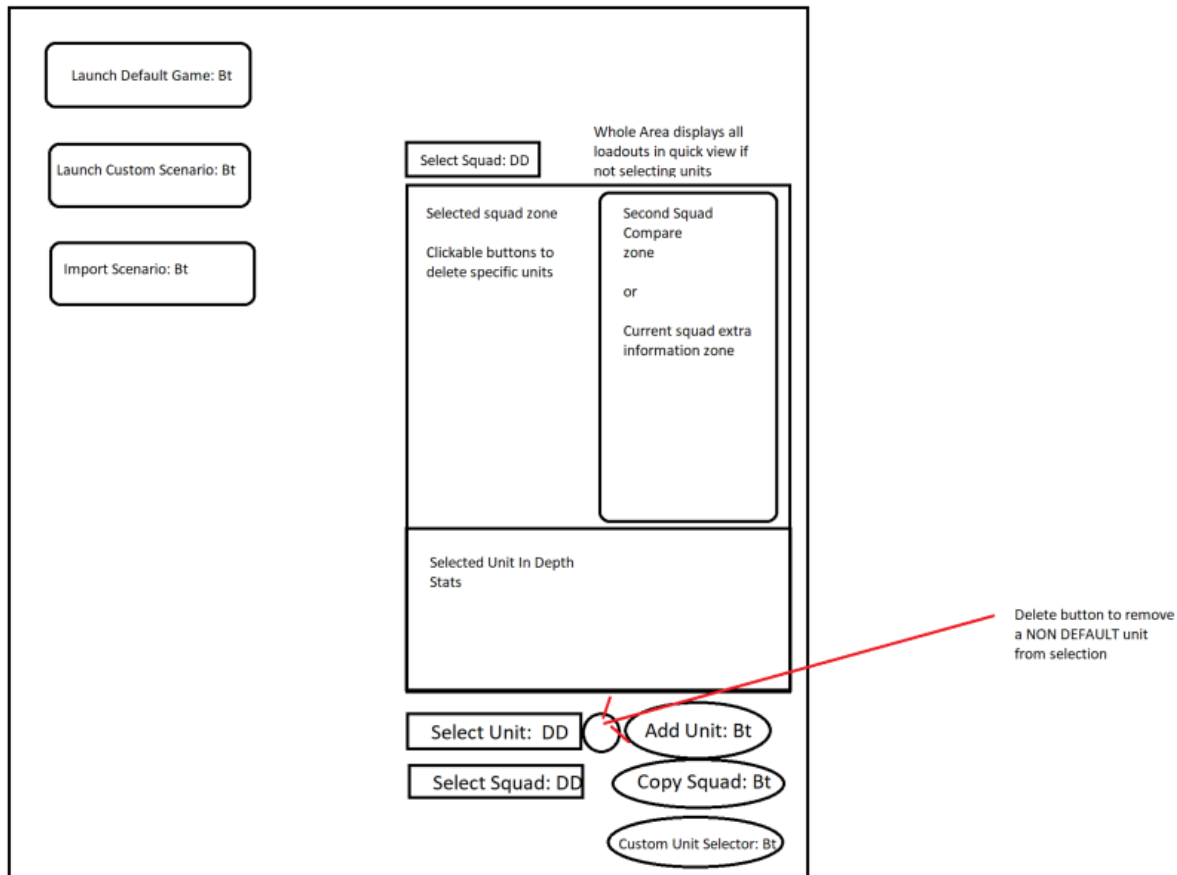 Launch Default Game: Bt
Launch Custom Scenario: Bt
Import Scenario: Bt
Select Squad: DD
Whole Area displays all
loadouts in quick view if
not selecting units
Selected squad zone
Clickable buttons to
delete specific units
Second Squad
Compare
zone
or
Current squad extra
information zone
Selected Unit In Depth
Stats
Delete button to remove
a NON DEFAULT unit
from selection
Select Unit: DD
Add Unit: Bt
Select Squad: DD
Copy Squad: Bt
Custom Unit Selector: Bt